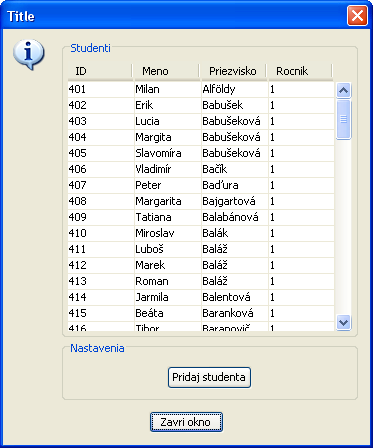 Title
Studenti
ID Meno Priezvisko Rocnik
401 Milan Alföldy 1
402 Erik Babušek 1
403 Lucia Babušeková 1
404 Margita Babušeková 1
405 Slavomíra Babušeková 1
406 Vladimír Bačík 1
407 Peter Baďura 1
408 Margarita Bajgartová 1
409 Tatiana Balabánová 1
410 Miroslav Balák 1
411 Luboš Baláž 1
412 Marek Baláž 1
413 Roman Baláž 1
414 Jarmila Balentová 1
415 Beáta Baranková 1
416 Tibor Baranovič 1
Nastavenia
Pridaj studenta
Zavri okno